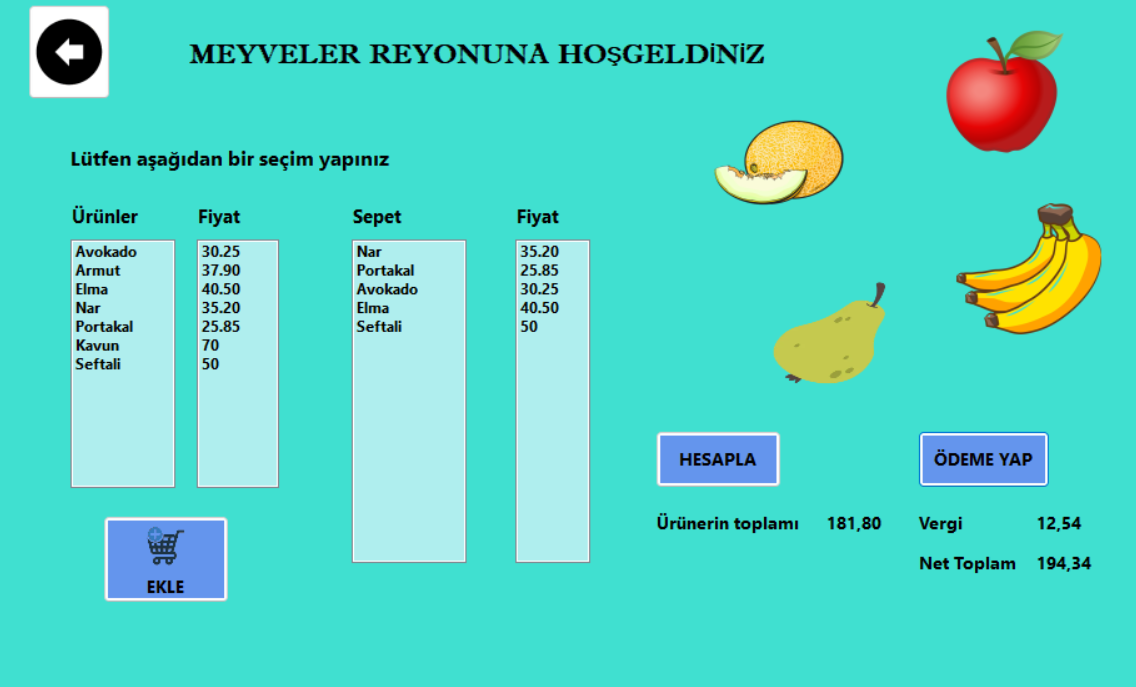 MEYVELER REYONUNA HOŞGELDİNİZ
Lütfen aşağıdan bir seçim yapınız
Ürünler Fiyat Sepet Fiyat
Avokado 30.25 Nar 35.20
Armut 37.90 Portakal 25.85
Elma 40.50 Avokado 30.25
Nar 35.20 Elma 40.50
Portakal 25.85 Seftali 50
Kavun 70
Seftali 50
HESAPLA ÖDEME YAP
Ürünerin toplamı 181,80 Vergi 12,54
Net Toplam 194,34
EKLE